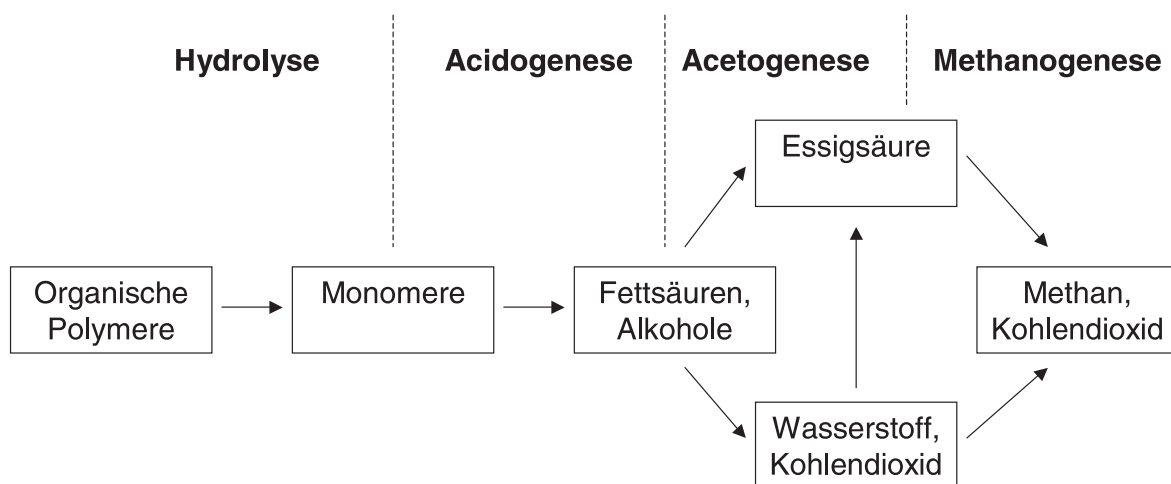 Hydrolyse
Acidogenese
Acetogenese
Methanogenese
Essigsäure
Organische
Polymere
Monomere
Fettsäuren,
Alkohole
Methan,
Kohlendioxid
Wasserstoff,
Kohlendioxid